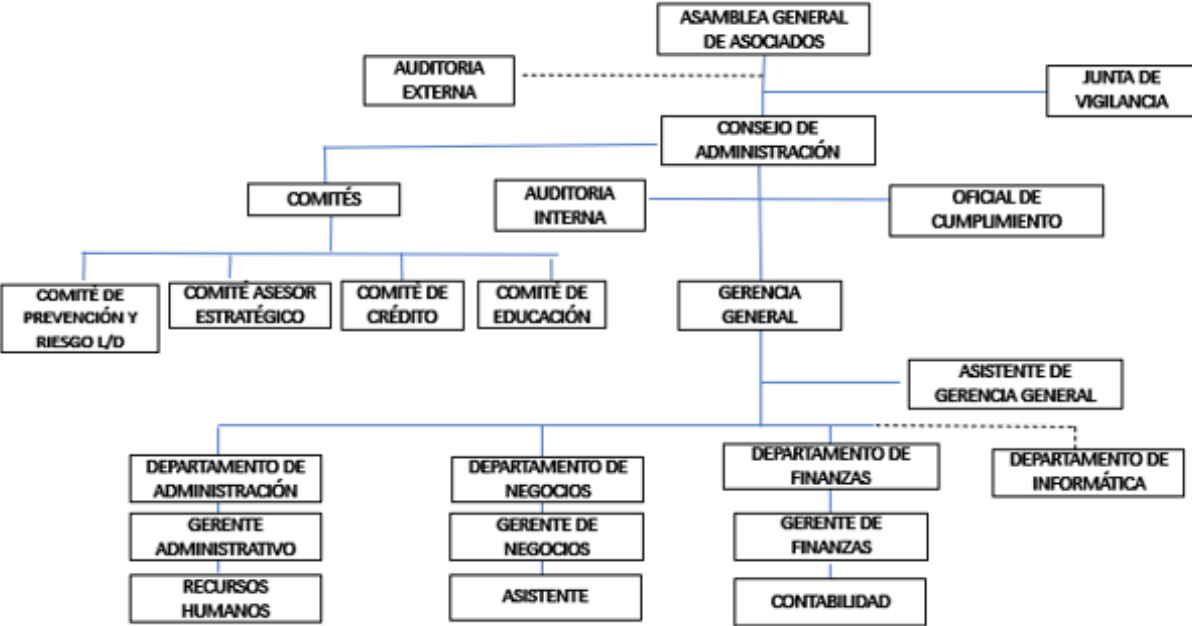 ASAMBLEA GENERAL
DE ASOCIADOS
AUDITORIA
EXTERNA
JUNTA DE
VIGILANCIA
CONSEJO DE
ADMINISTRACIÓN
COMITÉS
AUDITORIA
INTERNA
OFICIAL DE
CUMPLIMIENTO
COMITÉ DE
PREVENCIÓN Y
RIESGO L/D
COMITÉ ASESOR
ESTRATÉGICO
COMITÉ DE
CRÉDITO
COMITÉ DE
EDUCACIÓN
GERENCIA
GENERAL
ASISTENTE DE
GERENCIA GENERAL
DEPARTAMENTO DE
ADMINISTRACIÓN
DEPARTAMENTO DE
NEGOCIOS
DEPARTAMENTO DE
FINANZAS
DEPARTAMENTO DE
INFORMÁTICA
GERENTE
ADMINISTRATIVO
GERENTE DE
NEGOCIOS
GERENTE DE
FINANZAS
RECURSOS
HUMANOS
ASISTENTE
CONTABILIDAD